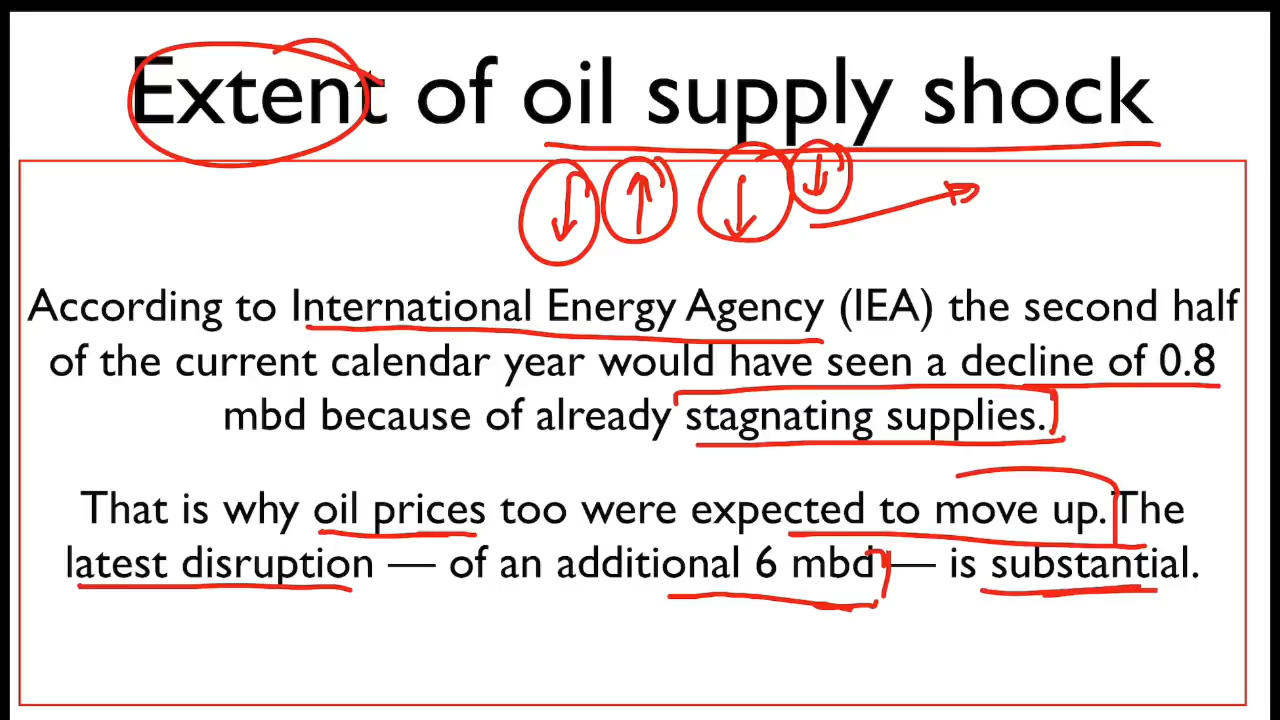 Extent of oil supply shock
According to International Energy Agency (IEA) the second half
of the current calendar year would have seen a decline of 0.8
mbd because of already stagnating supplies.
That is why oil prices too were expected to move up. The
latest disruption — of an additional 6 mbd — is substantial.